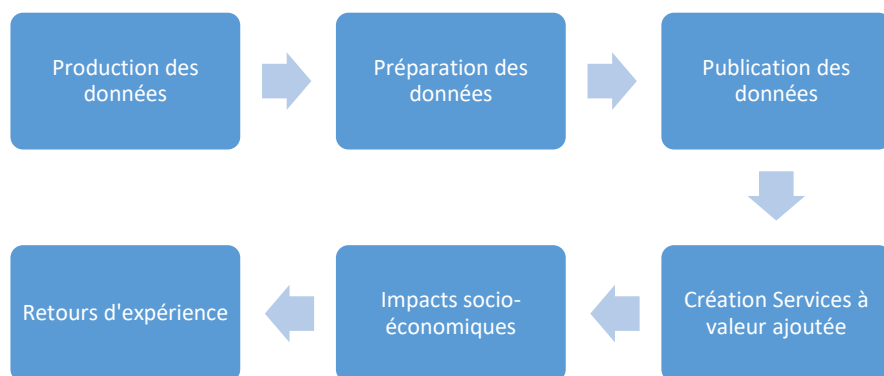 Production des
données
Préparation des
données
Publication des
données
Création Services à
valeur ajoutée
Impacts socio-
économiques
Retours d'expérience